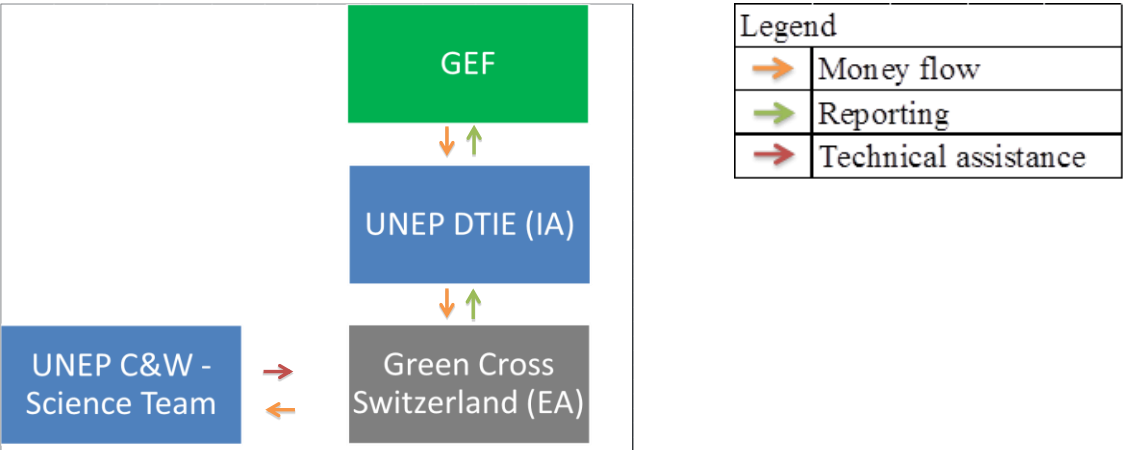 GEF
UNEP DTIE (IA)
UNEP C&W -
Science Team
Green Cross
Switzerland (EA)
Legend
Money flow
Reporting
Technical assistance